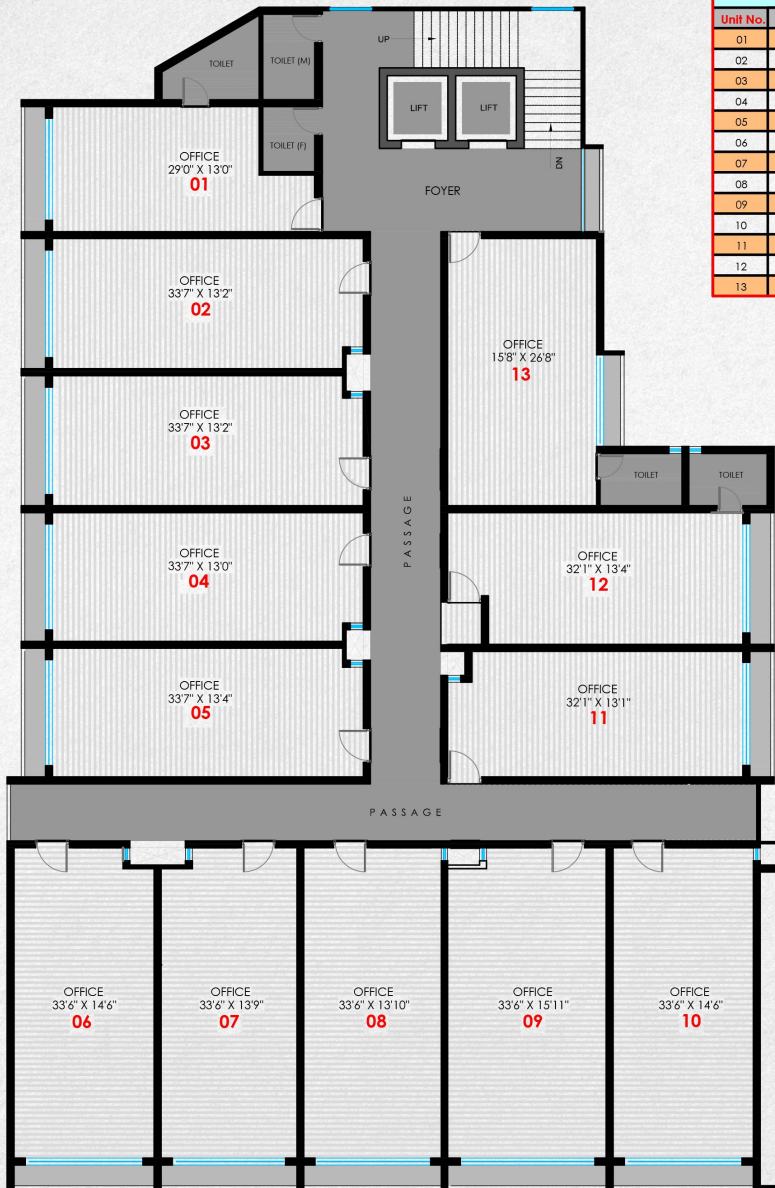 UP
TOILET
TOILET (M)
LIFT
LIFT
TOILET (F)
DN
FOYER
OFFICE
29'0" X 13'0"
01
OFFICE
33'7" X 13'2"
02
OFFICE
15'8" X 26'8"
13
OFFICE
33'7" X 13'2"
03
TOILET
TOILET
PASSAGE
OFFICE
33'7" X 13'0"
04
OFFICE
32'1" X 13'4"
12
OFFICE
33'7" X 13'4"
05
OFFICE
32'1" X 13'1"
11
PASSAGE
OFFICE
33'6" X 14'6"
06
OFFICE
33'6" X 13'9"
07
OFFICE
33'6" X 13'10"
08
OFFICE
33'6" X 15'11"
09
OFFICE
33'6" X 14'6"
10
Unit No.
01
02
03
04
05
06
07
08
09
10
11
12
13